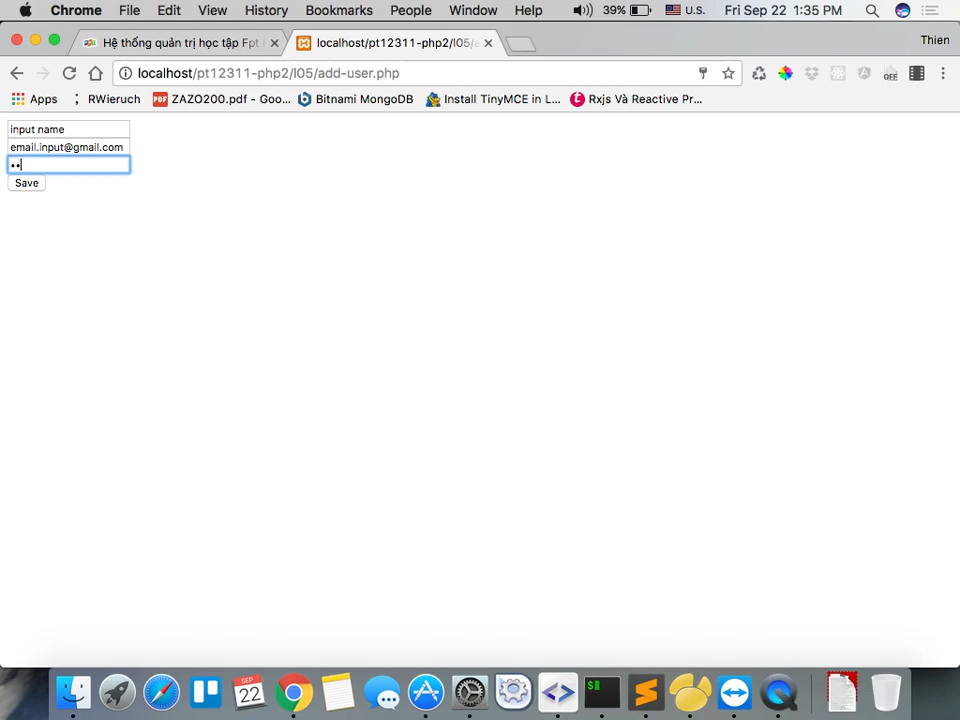 Chrome File Edit View History Bookmarks People Window Help 39% U.S. Fri Sep 22 1:35 PM
Hệ thống quản trị học tập Fpt localhost/pt12311-php2/l05/ Thien
localhost/pt12311-php2/l05/add-user.php OFF
Apps ; RWieruch PDF ZAZO200.pdf - Goo... Bitnami MongoDB Install TinyMCE in L... t Rxjs Và Reactive Pr...
input name
email.input@gmail.com
••
Save
SEP
22
$